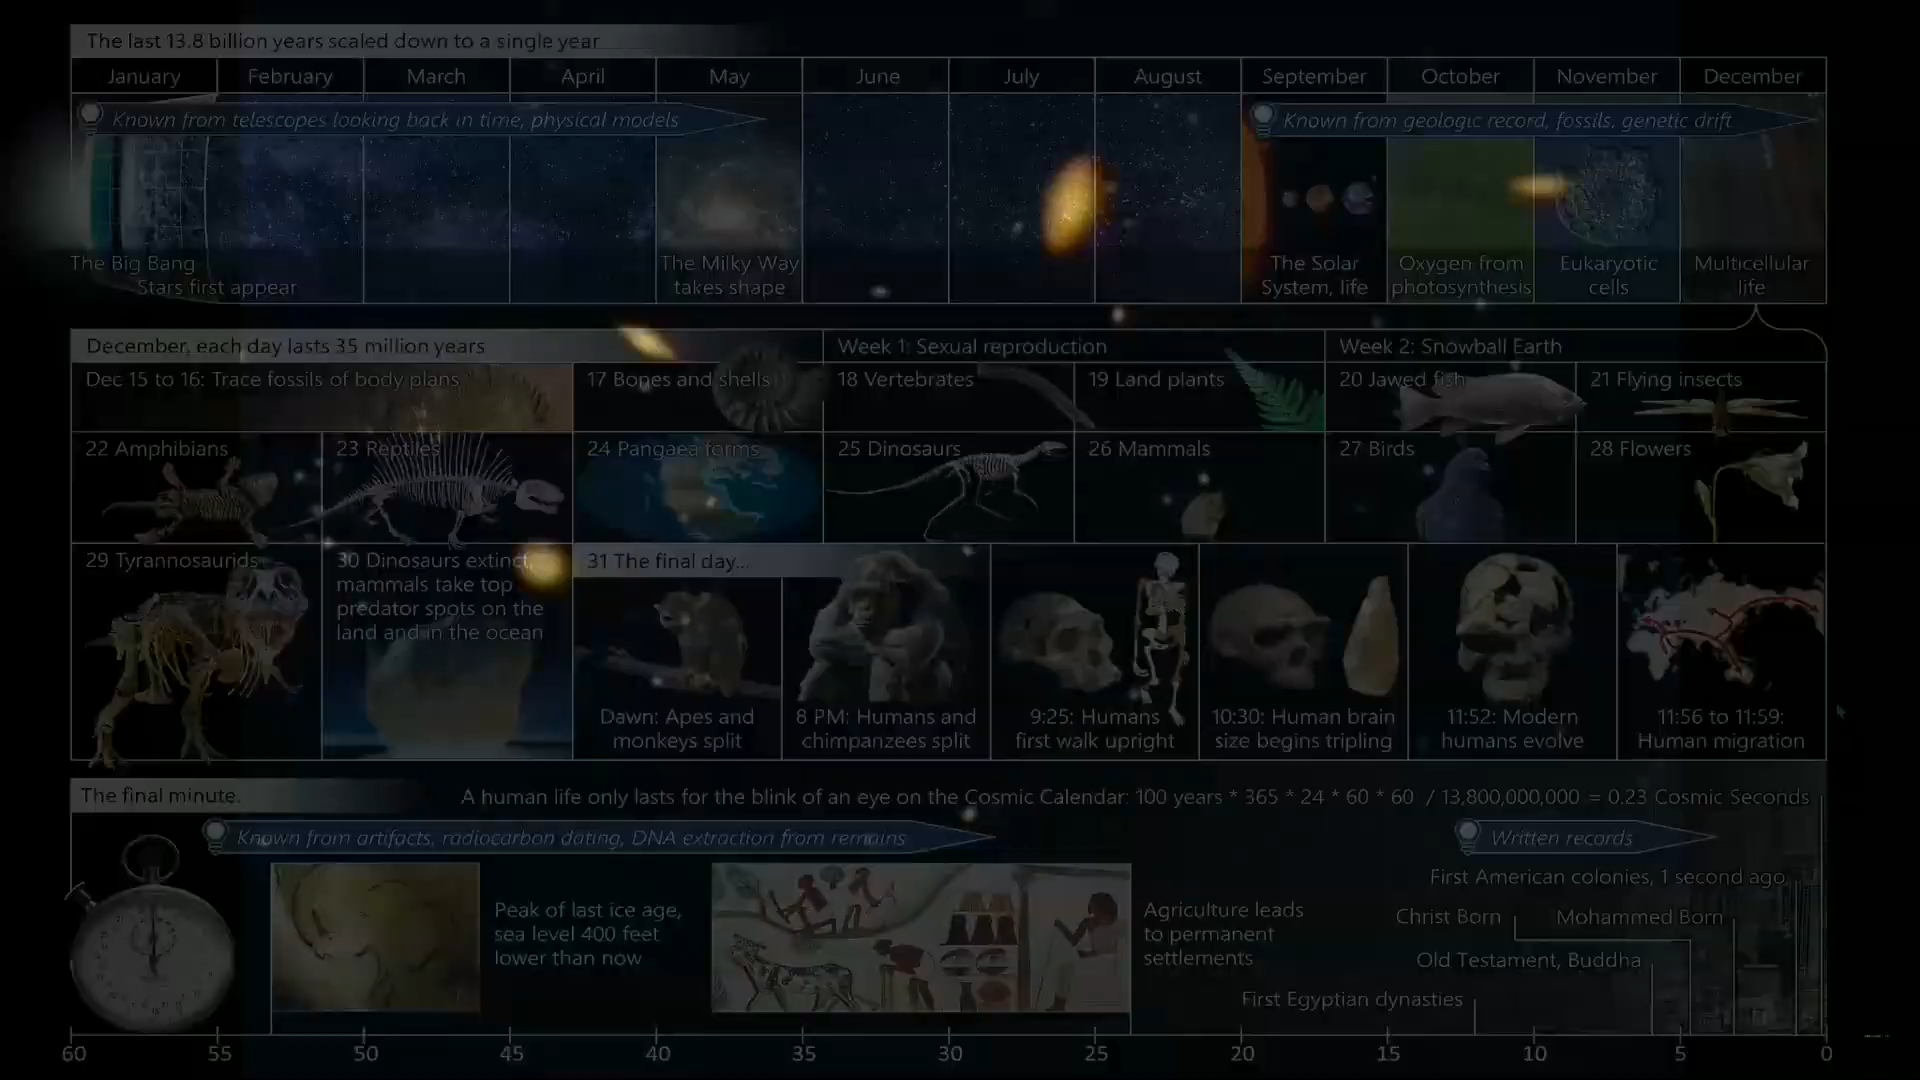 The last 13.8 billion years scaled down to a single year
January
February
March
April
May
June
July
August
September
October
November
December
Known from telescopes looking back in time, physical models
Known from geologic record, fossils, genetic drift
The Big Bang
Stars first appear
The Milky Way
takes shape
The Solar
System, life
Oxygen from
photosynthesis
Eukaryotic
cells
Multicellular
life
December, each day lasts 35 million years
Week 1: Sexual reproduction
Week 2: Snowball Earth
Dec 15 to 16: Trace fossils of body plans
17 Bones and shells
18 Vertebrates
19 Land plants
20 Jawed fish
21 Flying insects
22 Amphibians
23 Reptiles
24 Pangaea forms
25 Dinosaurs
26 Mammals
27 Birds
28 Flowers
29 Tyrannosaurids
30 Dinosaurs extinct,
mammals take top
predator spots on the
land and in the ocean
31 The final day...
Dawn: Apes and
monkeys split
8 PM: Humans and
chimpanzees split
9:25: Humans
first walk upright
10:30: Human brain
size begins tripling
11:52: Modern
humans evolve
11:56 to 11:59:
Human migration
The final minute.
A human life only lasts for the blink of an eye on the Cosmic Calendar: 100 years * 365 * 24 * 60 * 60 / 13,800,000,000 = 0.23 Cosmic Seconds
Known from artifacts, radiocarbon dating, DNA extraction from remains
Written records
Peak of last ice age,
sea level 400 feet
lower than now
Agriculture leads
to permanent
settlements
First American colonies, 1 second ago
Christ Born
Mohammed Born
Old Testament, Buddha
First Egyptian dynasties
60 55 50 45 40 35 30 25 20 15 10 5 0